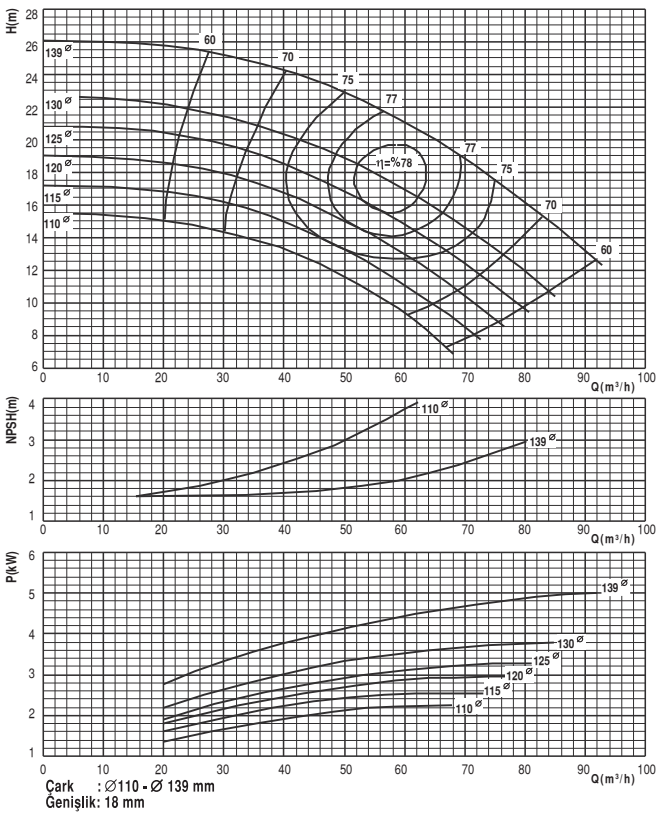 H(m)
28
26
24
22
20
18
16
14
12
10
8
6
139 ø
130 ø
125 ø
120 ø
115 ø
110 ø
60
70
75
77
η=%78
77
75
70
60
0 10 20 30 40 50 60 70 80 90 100
Q(m³/h)
NPSH(m)
4
3
2
1
110 ø
139 ø
0 10 20 30 40 50 60 70 80 90 100
Q(m³/h)
P(kW)
6
5
4
3
2
1
139 ø
130 ø
125 ø
120 ø
115 ø
110 ø
0 10 20 30 40 50 60 70 80 90 100
Q(m³/h)
Çark : Ø110 - Ø 139 mm
Genişlik: 18 mm